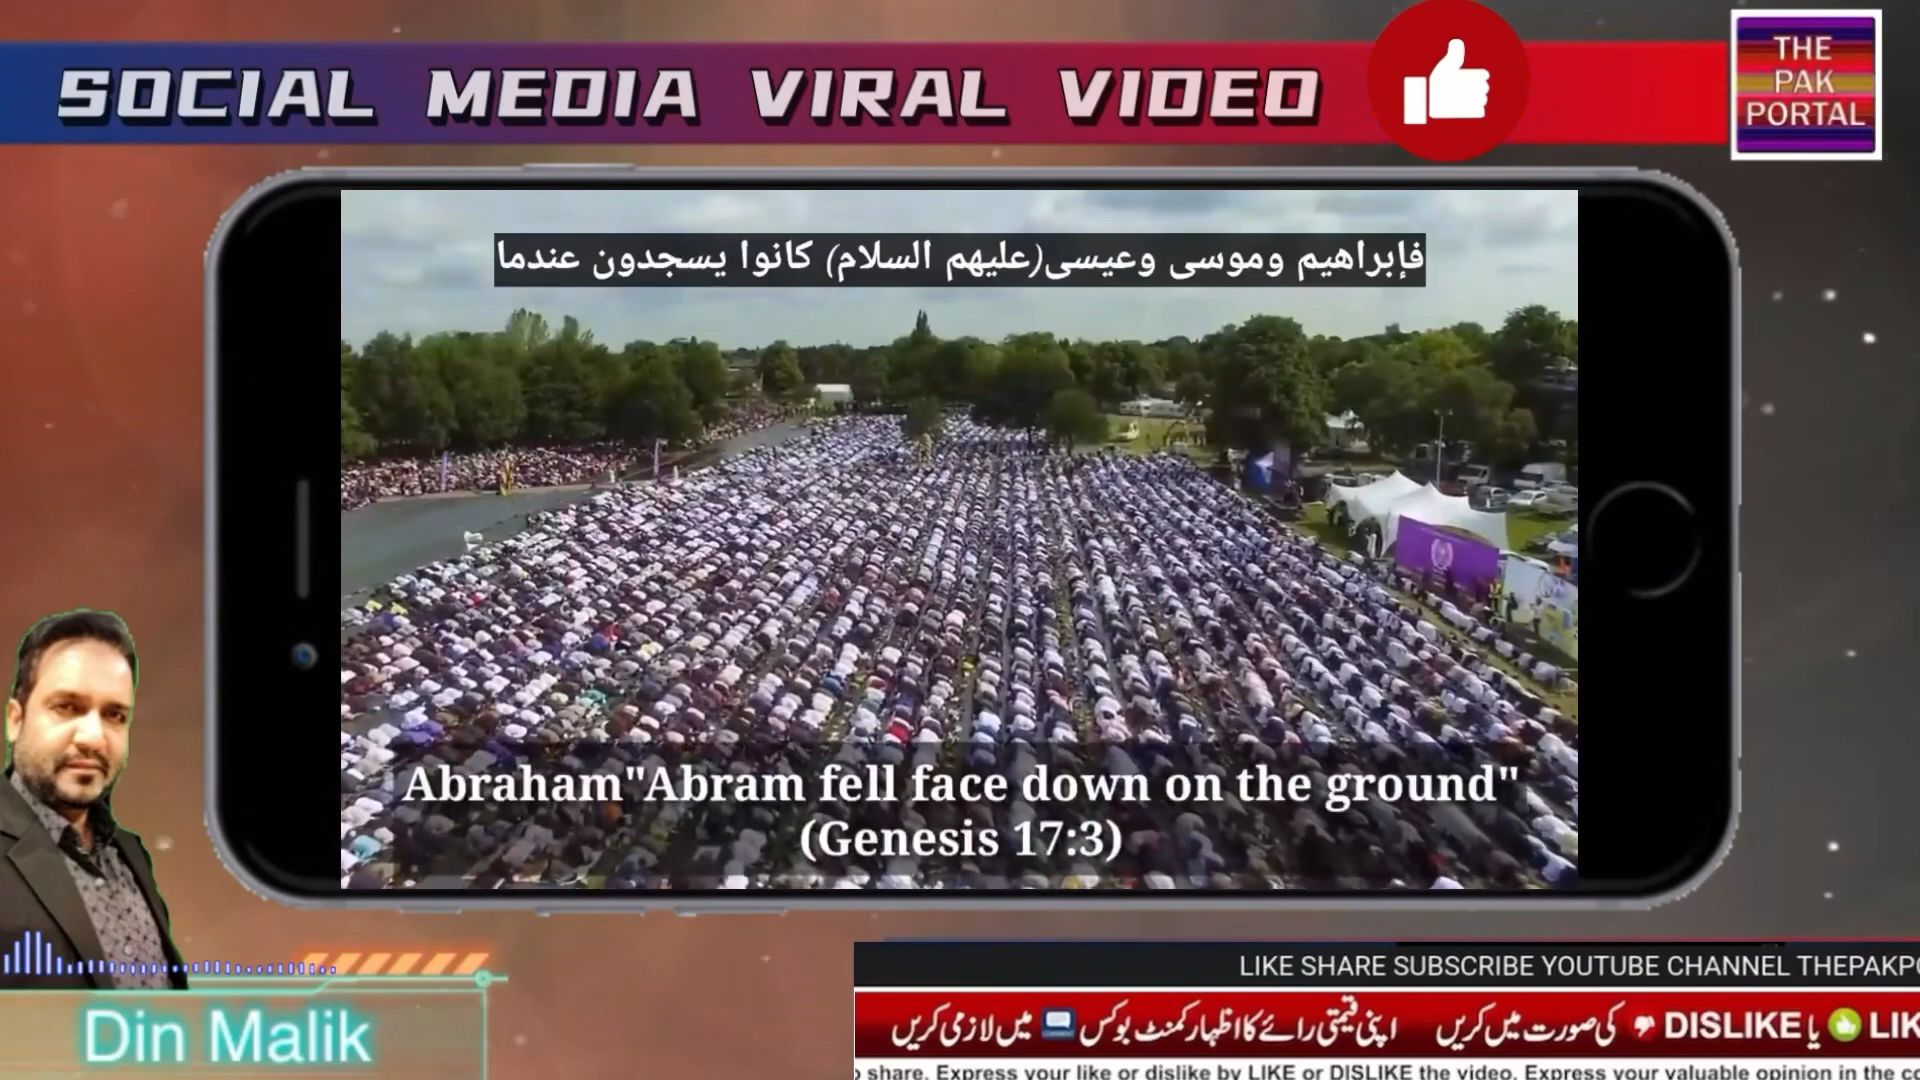 SOCIAL MEDIA VIRAL VIDEO
THE
PAK
PORTAL
فإبراهيم وموسى وعيسى(عليهم السلام) كانوا يسجدون عندما
Abraham"Abram fell face down on the ground"
(Genesis 17:3)
Din Malik
LIKE SHARE SUBSCRIBE YOUTUBE CHANNEL THEPAKPO
LIK یا DISLIKE کی صورت میں کریں اپنی قیمتی رائے کا اظہار کمنٹ بوکس میں لازمی کریں
share. Express your like or dislike by LIKE or DISLIKE the video. Express your valuable opinion in the co